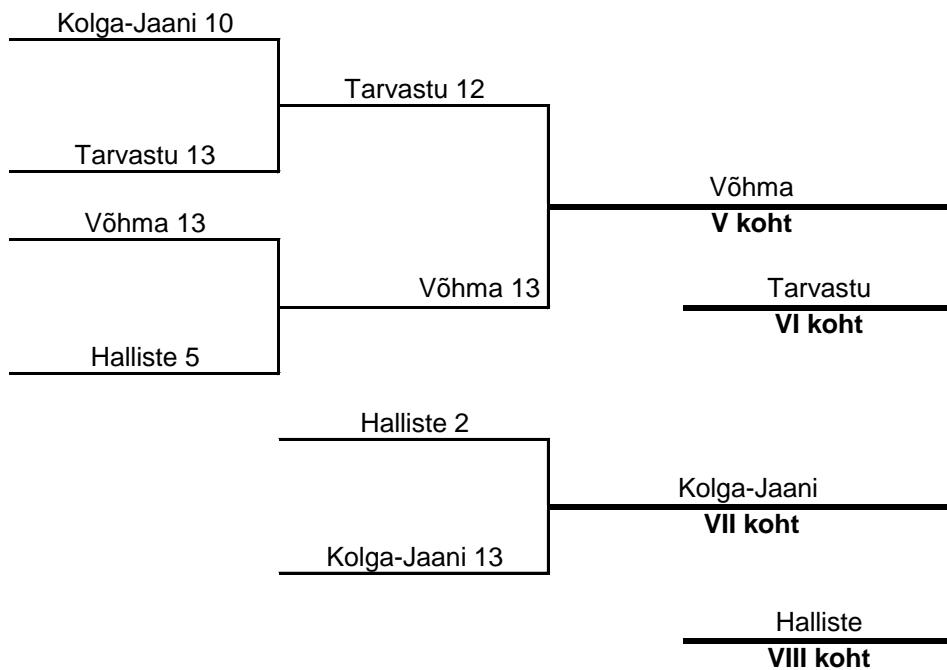 Kolga-Jaani 10
Tarvastu 12
Tarvastu 13
Võhma
V koht
Võhma 13
Võhma 13
Tarvastu
VI koht
Halliste 5
Halliste 2
Kolga-Jaani
VII koht
Kolga-Jaani 13
Halliste
VIII koht